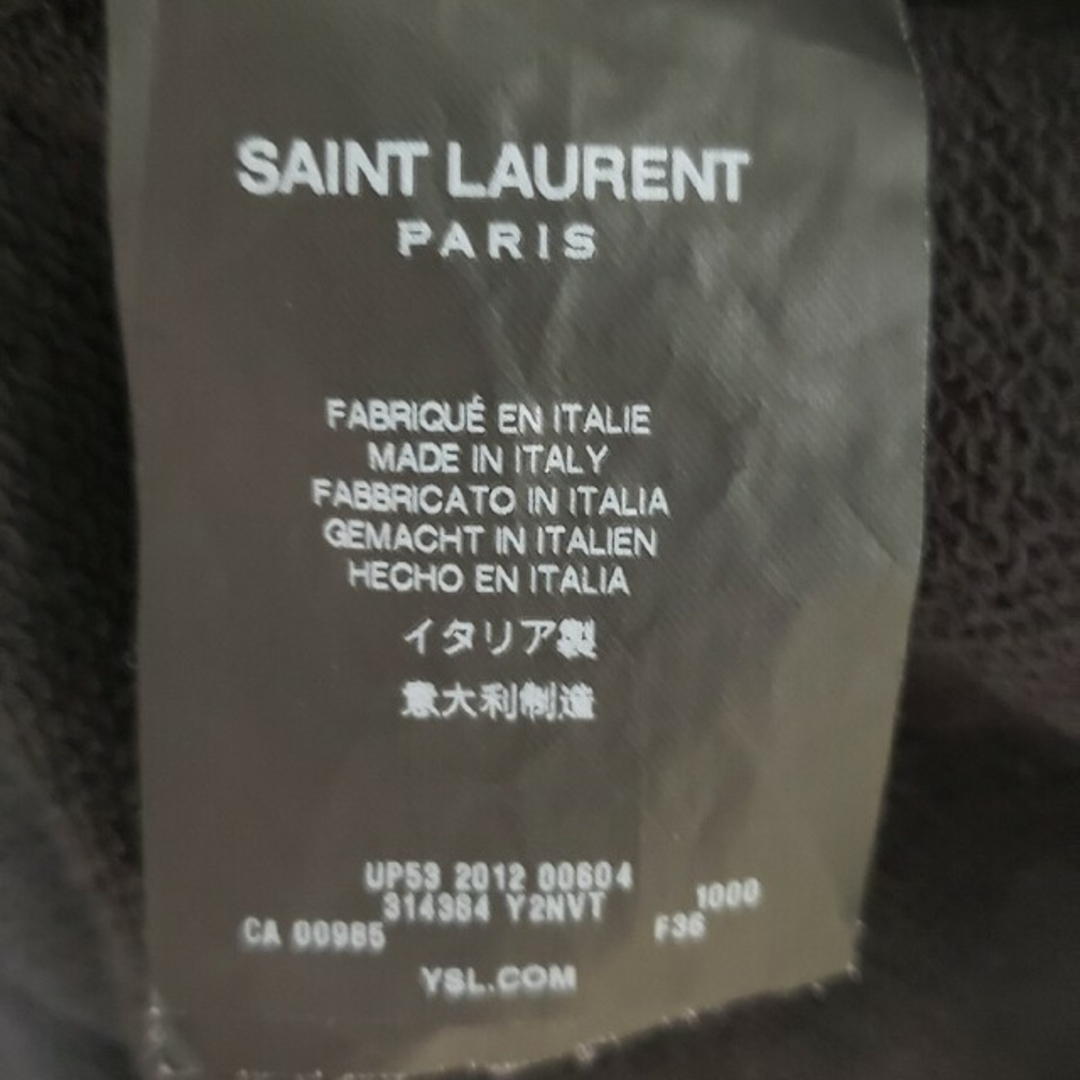 SAINT LAURENT
PARIS
FABRIQUÉ EN ITALIE
MADE IN ITALY
FABBRICATO IN ITALIA
GEMACHT IN ITALIEN
HECHO EN ITALIA
イタリア製
意大利制造
UP53 2012 00604
314364 Y2NVT 1000
CA 00985 F36
YSL.COM